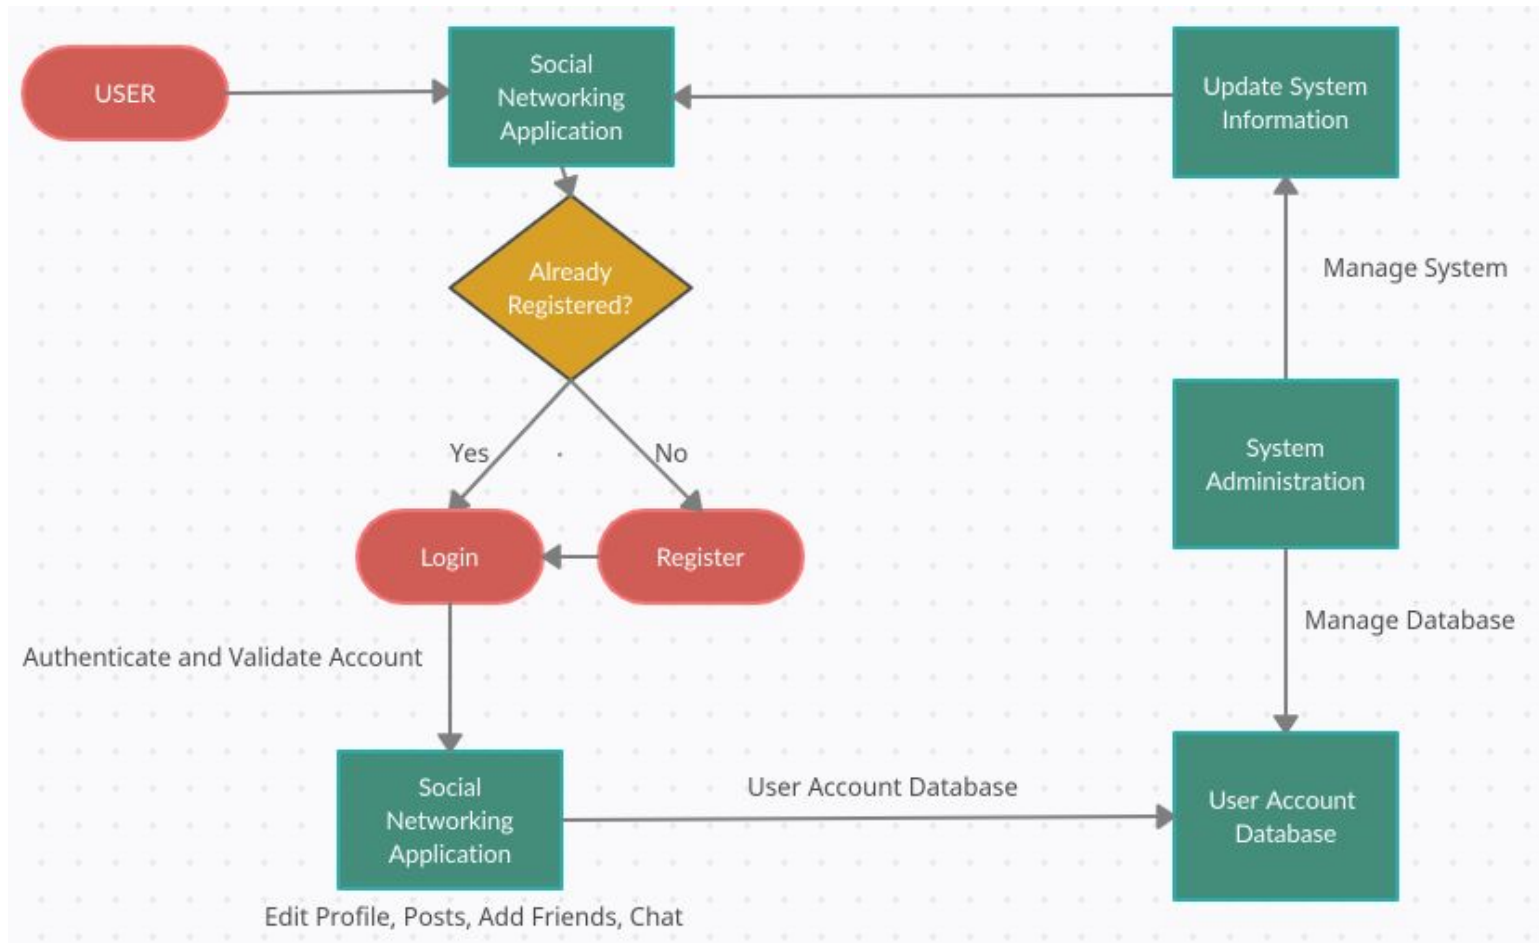 USER
Social
Networking
Application
Update System
Information
Already
Registered?
Manage System
Yes
No
System
Administration
Login
Register
Manage Database
Authenticate and Validate Account
Social
Networking
Application
User Account Database
User Account
Database
Edit Profile, Posts, Add Friends, Chat